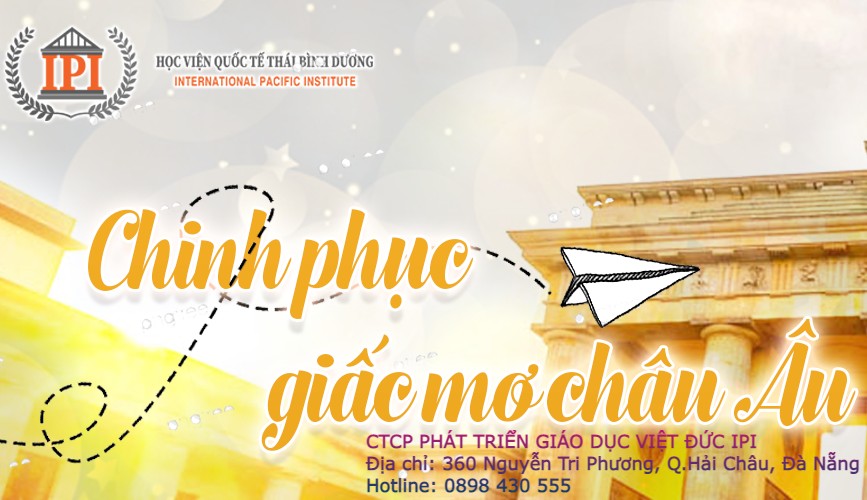 IPI
HỌC VIỆN QUỐC TẾ THÁI BÌNH DƯƠNG
INTERNATIONAL PACIFIC INSTITUTE
Chinh phục
giấc mơ châu Âu
CTCP PHÁT TRIỂN GIÁO DỤC VIỆT ĐỨC IPI
Địa chỉ: 360 Nguyễn Tri Phương, Q.Hải Châu, Đà Nẵng
Hotline: 0898 430 555